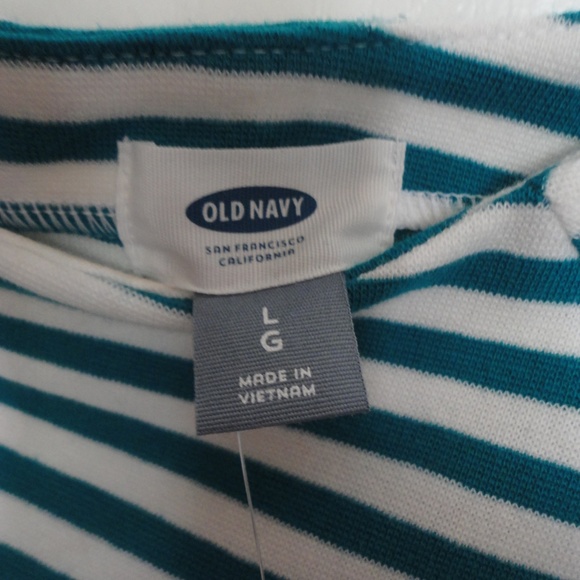 OLD NAVY
SAN FRANCISCO
CALIFORNIA
L
G
MADE IN
VIETNAM